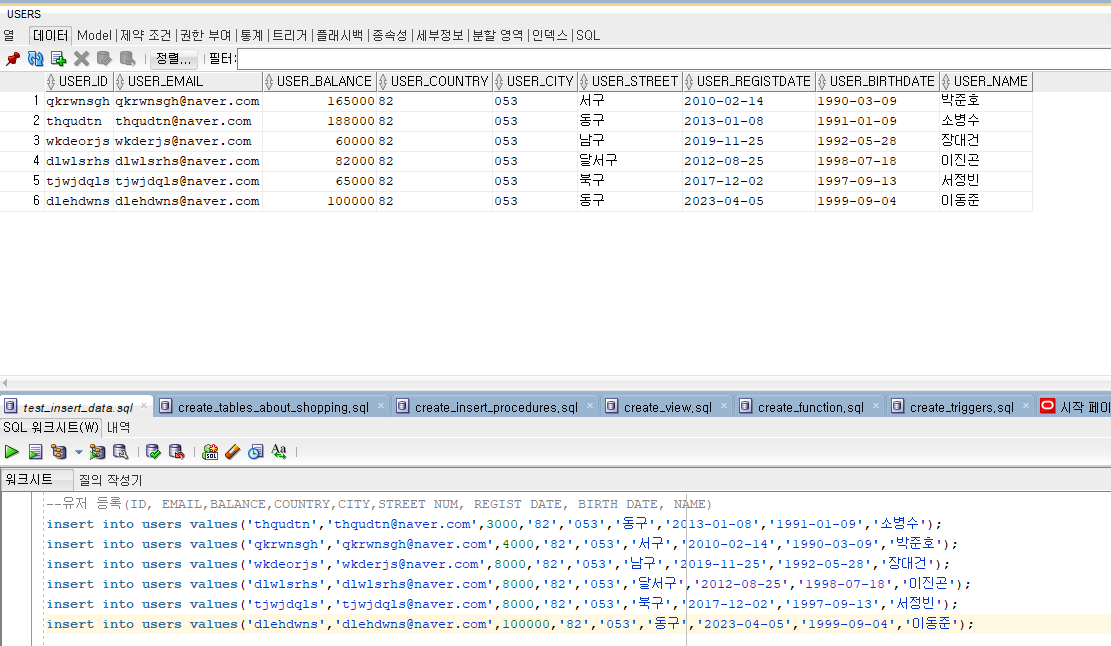 USERS
열 데이터 Model 제약 조건 권한 부여 통계 트리거 플래시백 종속성 세부정보 분할 영역 인덱스 SQL
정렬... 필터:
USER_ID USER_EMAIL USER_BALANCE USER_COUNTRY USER_CITY USER_STREET USER_REGISTDATE USER_BIRTHDATE USER_NAME
1 qkrwnsgh qkrwnsgh@naver.com 165000 82 053 서구 2010-02-14 1990-03-09 박준호
2 thqudtn thqudtn@naver.com 188000 82 053 동구 2013-01-08 1991-01-09 소병수
3 wkdeorjs wkderjs@naver.com 60000 82 053 남구 2019-11-25 1992-05-28 장대건
4 dlwlsrhs dlwlsrhs@naver.com 82000 82 053 달서구 2012-08-25 1998-07-18 이진곤
5 tjwjdqls tjwjdqls@naver.com 65000 82 053 북구 2017-12-02 1997-09-13 서정빈
6 dlehdwns dlehdwns@naver.com 100000 82 053 동구 2023-04-05 1999-09-04 이동준
test_insert_data.sql create_tables_about_shopping.sql create_insert_procedures.sql create_view.sql create_function.sql create_triggers.sql 시작 페이
SQL 워크시트(W) 내역
워크시트 질의 작성기
--유저 등록(ID, EMAIL,BALANCE,COUNTRY,CITY,STREET NUM, REGIST DATE, BIRTH DATE, NAME)
insert into users values('thqudtn','thqudtn@naver.com',3000,'82','053','동구','2013-01-08','1991-01-09','소병수');
insert into users values('qkrwnsgh','qkrwnsgh@naver.com',4000,'82','053','서구','2010-02-14','1990-03-09','박준호');
insert into users values('wkdeorjs','wkderjs@naver.com',8000,'82','053','남구','2019-11-25','1992-05-28','장대건');
insert into users values('dlwlsrhs','dlwlsrhs@naver.com',8000,'82','053','달서구','2012-08-25','1998-07-18','이진곤');
insert into users values('tjwjdqls','tjwjdqls@naver.com',8000,'82','053','북구','2017-12-02','1997-09-13','서정빈');
insert into users values('dlehdwns','dlehdwns@naver.com',100000,'82','053','동구','2023-04-05','1999-09-04','이동준');